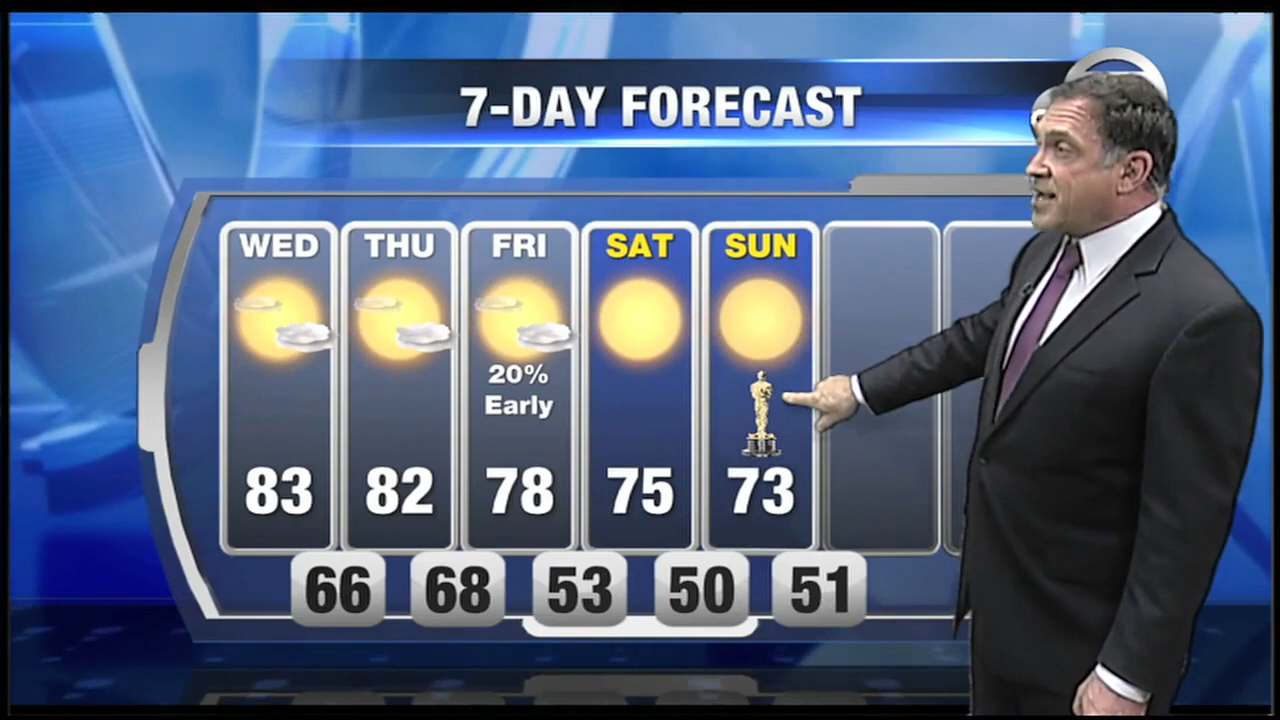 7-DAY FORECAST
WED THU FRI SAT SUN
20%
Early
83 82 78 75 73
66 68 53 50 51